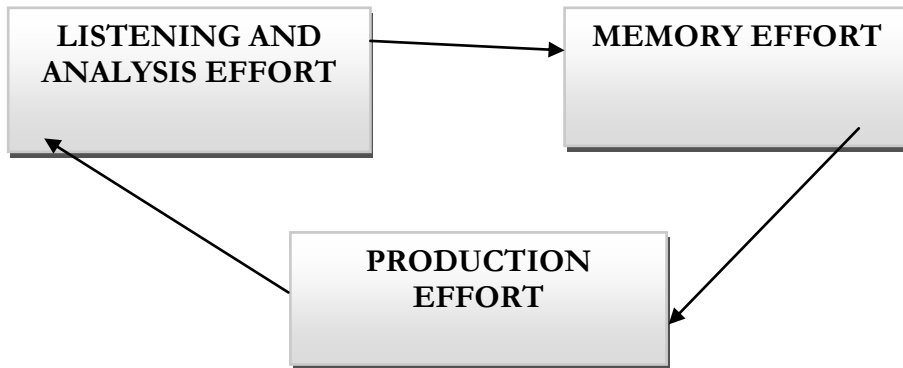 LISTENING AND
ANALYSIS EFFORT
MEMORY EFFORT
PRODUCTION
EFFORT